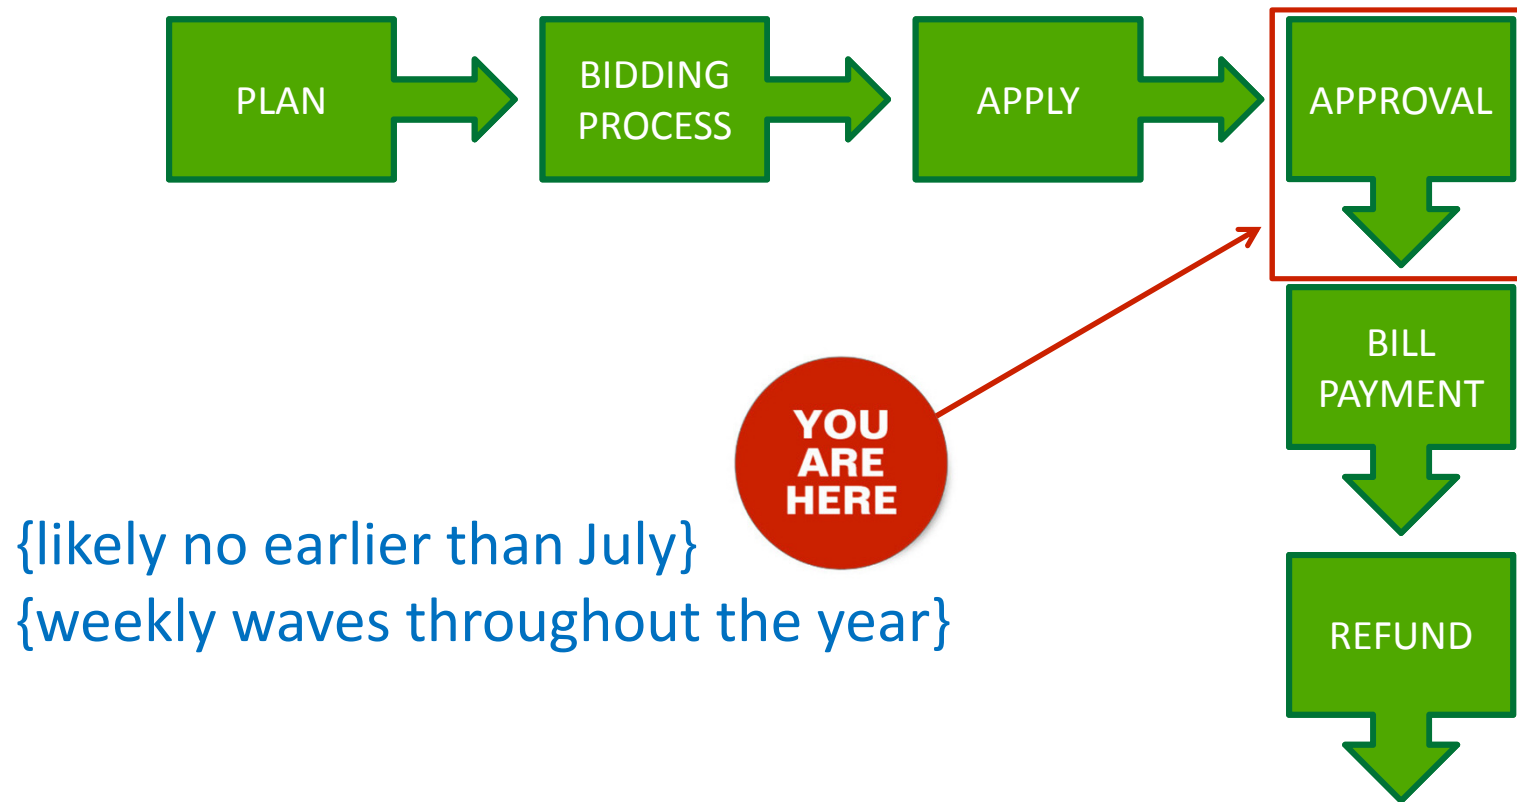 PLAN
BIDDING
PROCESS
APPLY
APPROVAL
BILL
PAYMENT
REFUND
YOU
ARE
HERE
{likely no earlier than July}
{weekly waves throughout the year}